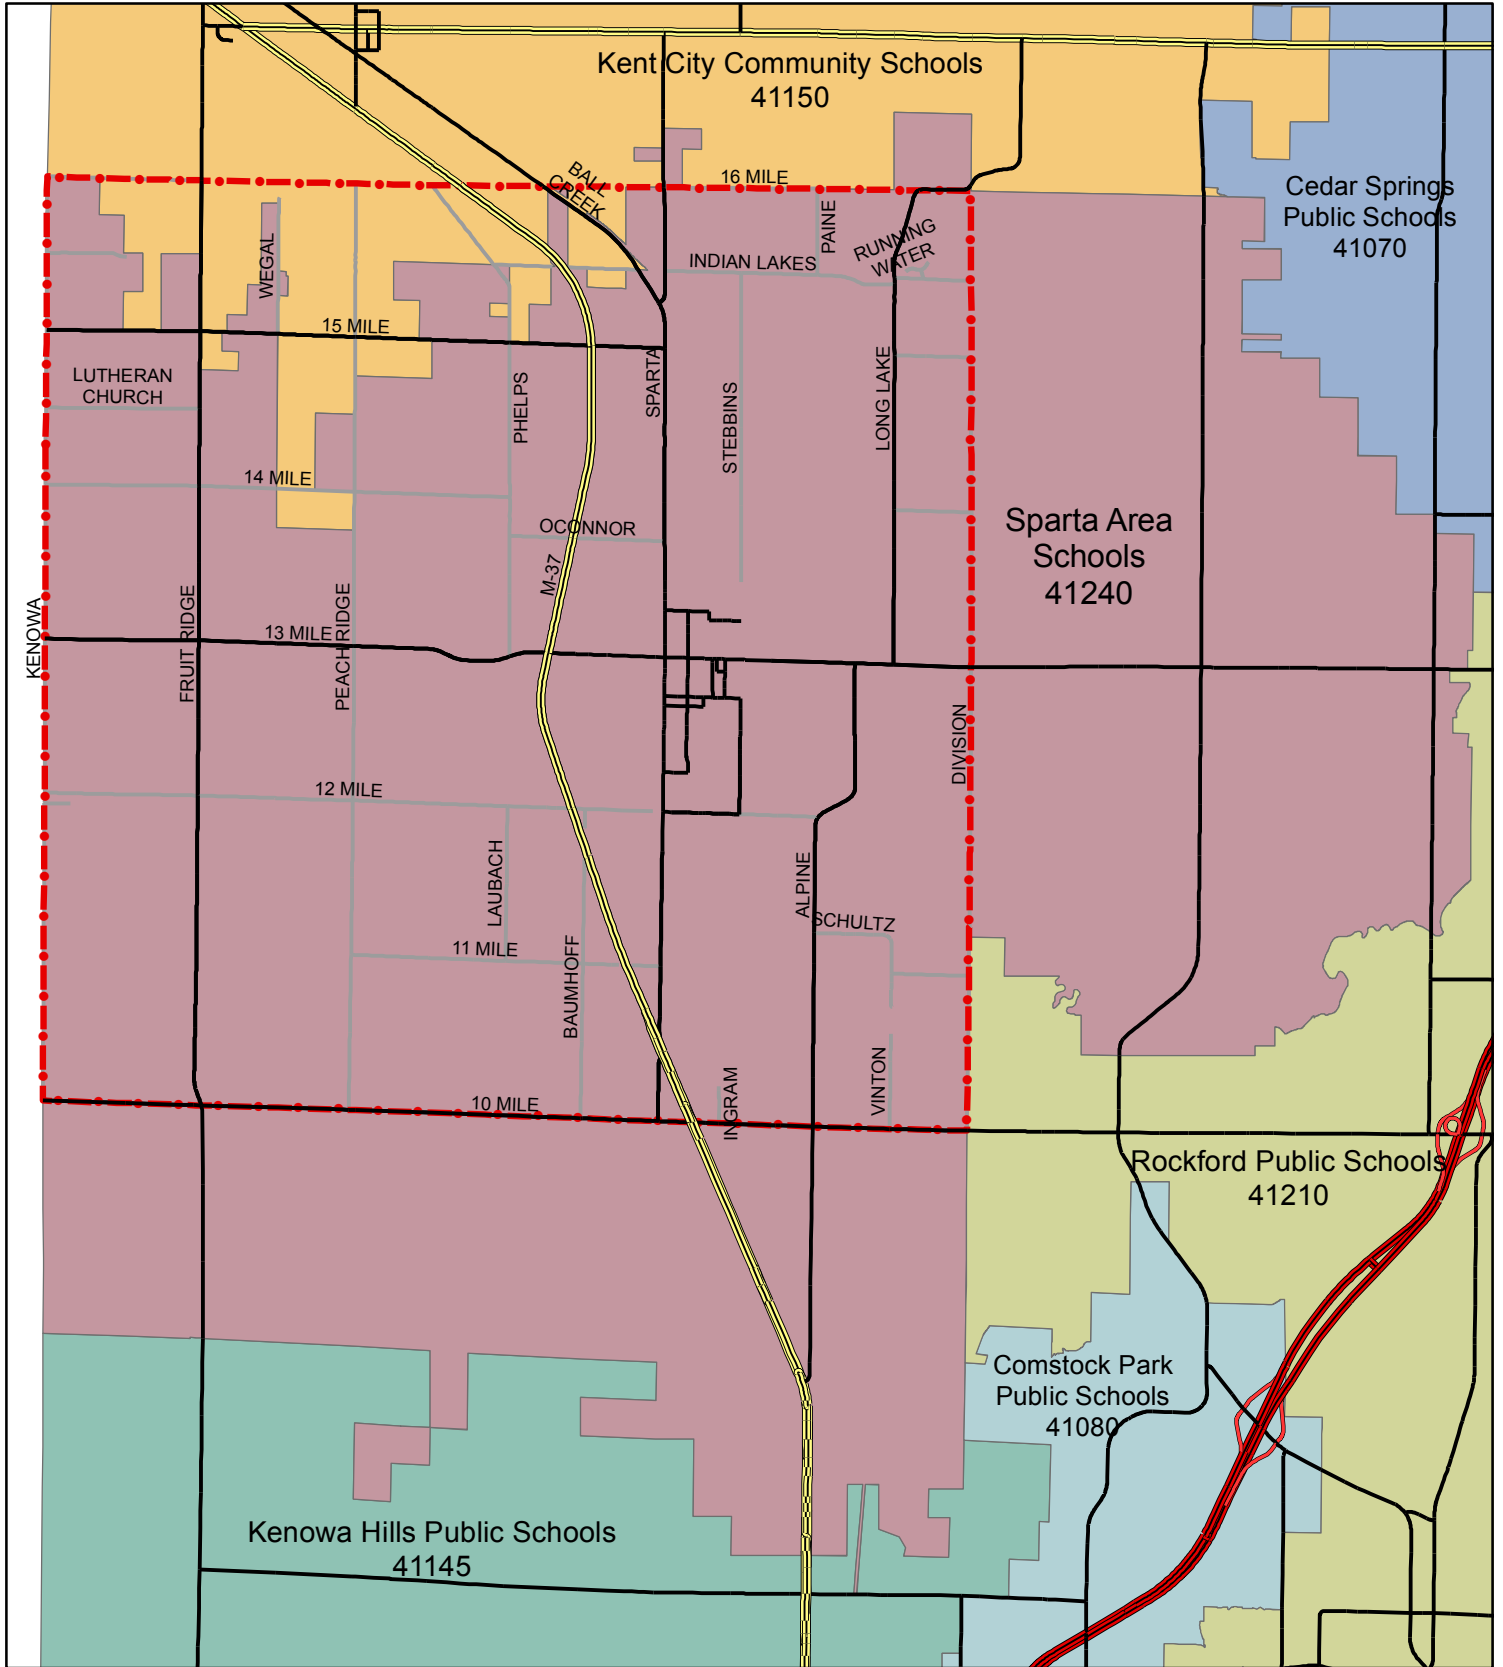 Kent City Community Schools
41150
BALL
CREEK
16 MILE
Cedar Springs
Public Schools
41070
PAINE
RUNNING
WATER
WEGAL
INDIAN LAKES
15 MILE
LUTHERAN
CHURCH
PHELPS
SPARTA
STEBBINS
LONG LAKE
14 MILE
OCONNOR
Sparta Area
Schools
41240
M-37
KENOWA
FRUIT RIDGE
PEACH RIDGE
13 MILE
DIVISION
12 MILE
LAUBACH
ALPINE
SCHULTZ
11 MILE
BAUMHOFF
VINTON
INGRAM
10 MILE
Rockford Public Schools
41210
Comstock Park
Public Schools
41080
Kenowa Hills Public Schools
41145